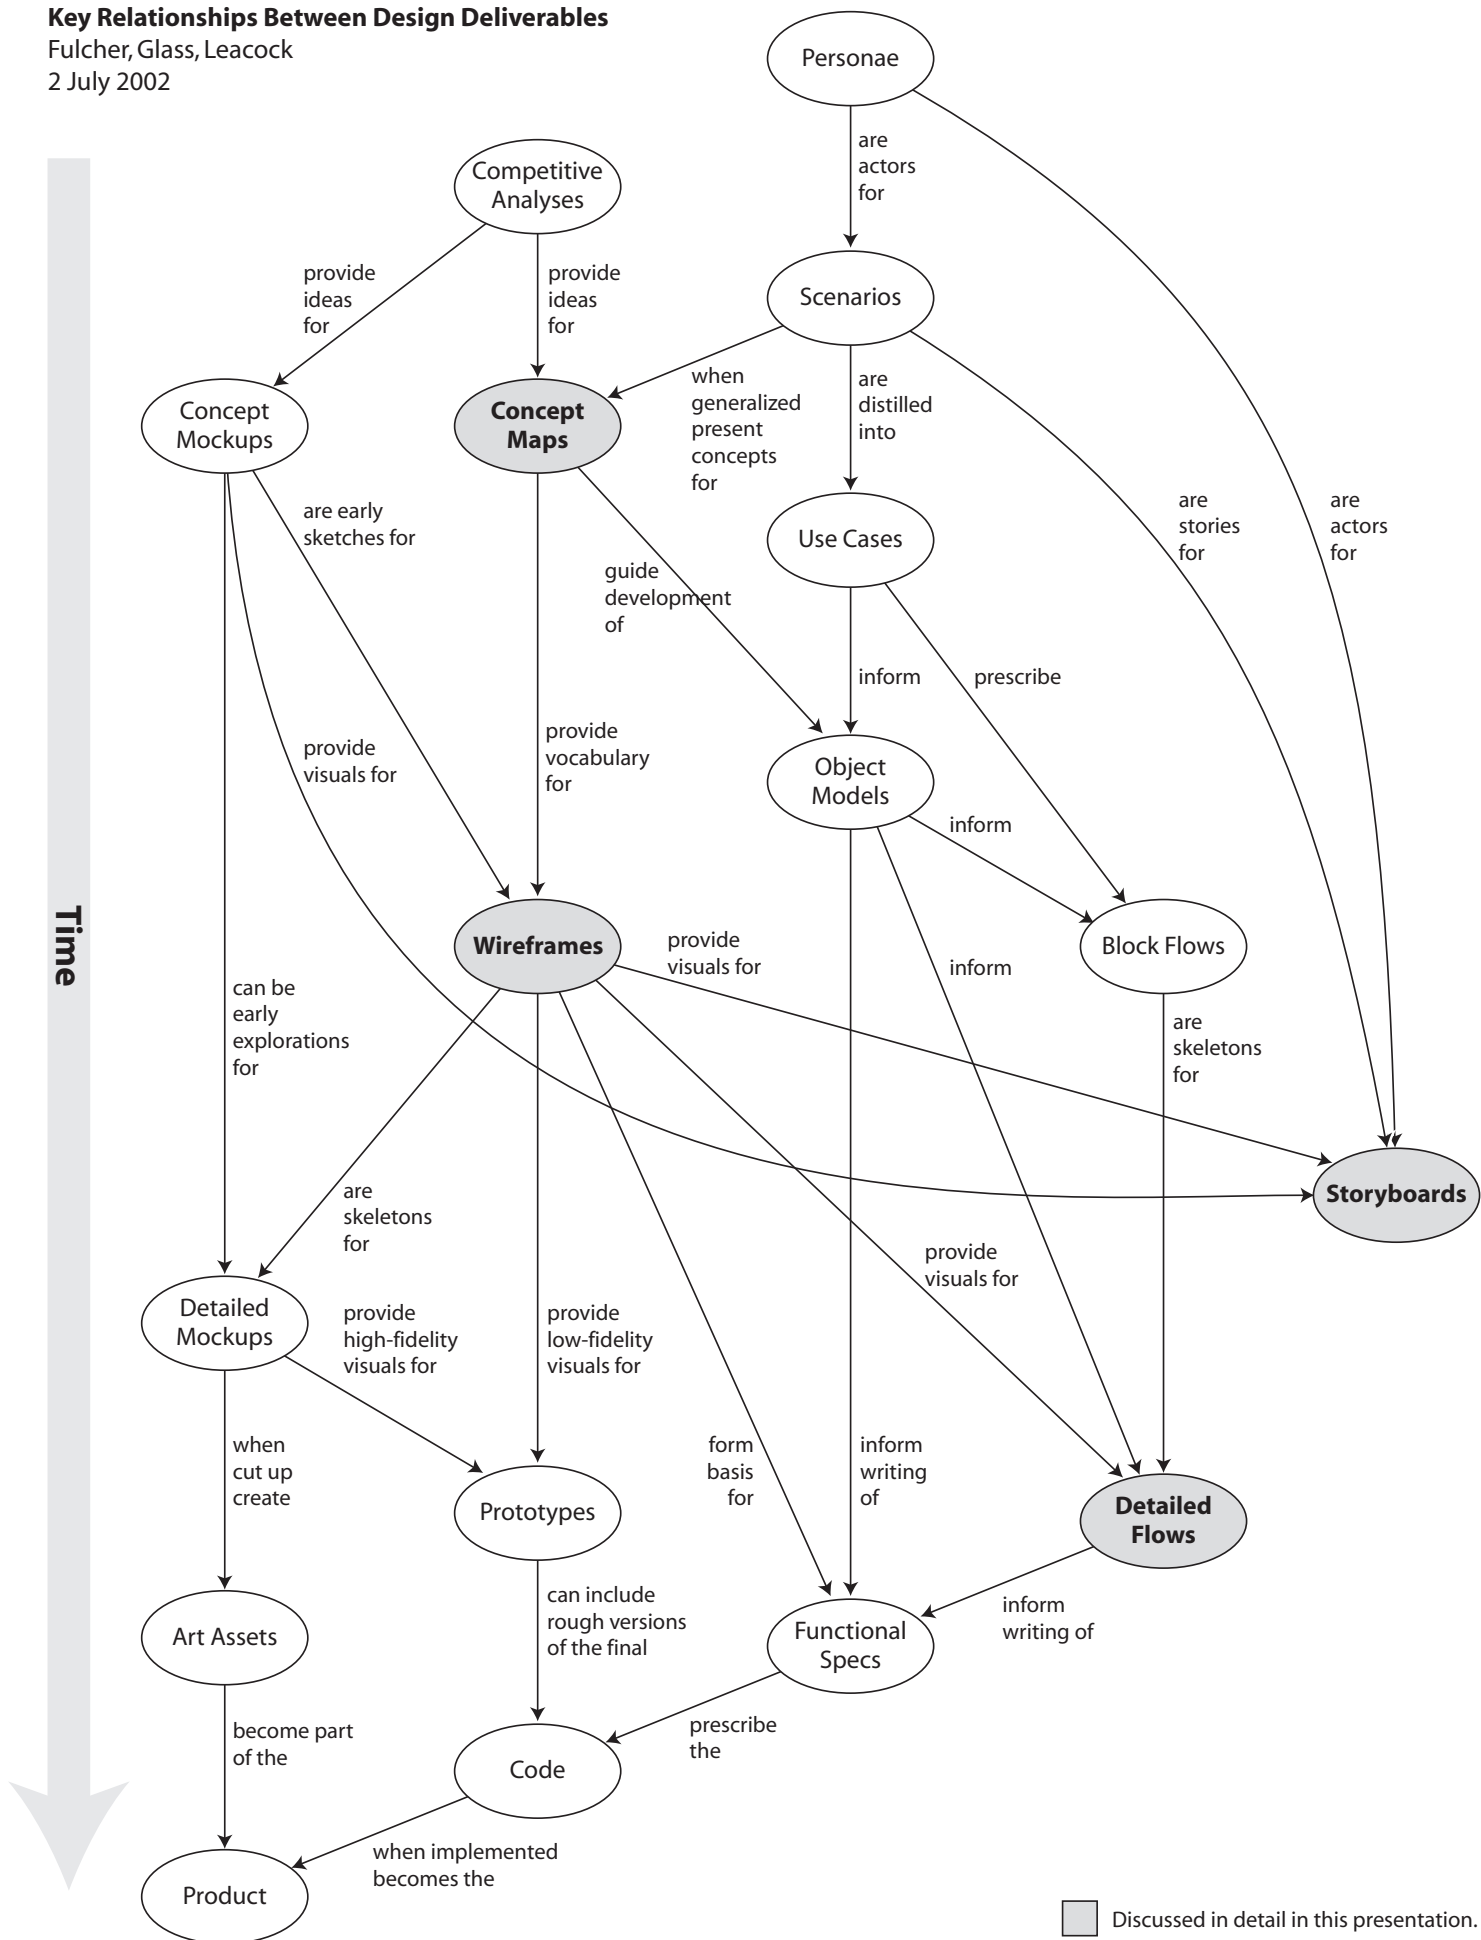 Key Relationships Between Design Deliverables
Fulcher, Glass, Leacock
2 July 2002
Personae
are
actors
for
Competitive
Analyses
provide
ideas
for
provide
ideas
for
Scenarios
Concept
Mockups
Concept
Maps
when
generalized
present
concepts
for
are
distilled
into
are
stories
for
are
actors
for
are early
sketches for
Use Cases
guide
development
of
inform
prescribe
provide
visuals for
provide
vocabulary
for
Object
Models
inform
Time
Wireframes
provide
visuals for
inform
Block Flows
can be
early
explorations
for
are
skeletons
for
Storyboards
are
skeletons
for
provide
visuals for
Detailed
Mockups
provide
high-fidelity
visuals for
provide
low-fidelity
visuals for
when
cut up
create
form
basis
for
inform
writing
of
Prototypes
Detailed
Flows
can include
rough versions
of the final
inform
writing of
Art Assets
Functional
Specs
become part
of the
prescribe
the
Code
when implemented
becomes the
Product
Discussed in detail in this presentation.